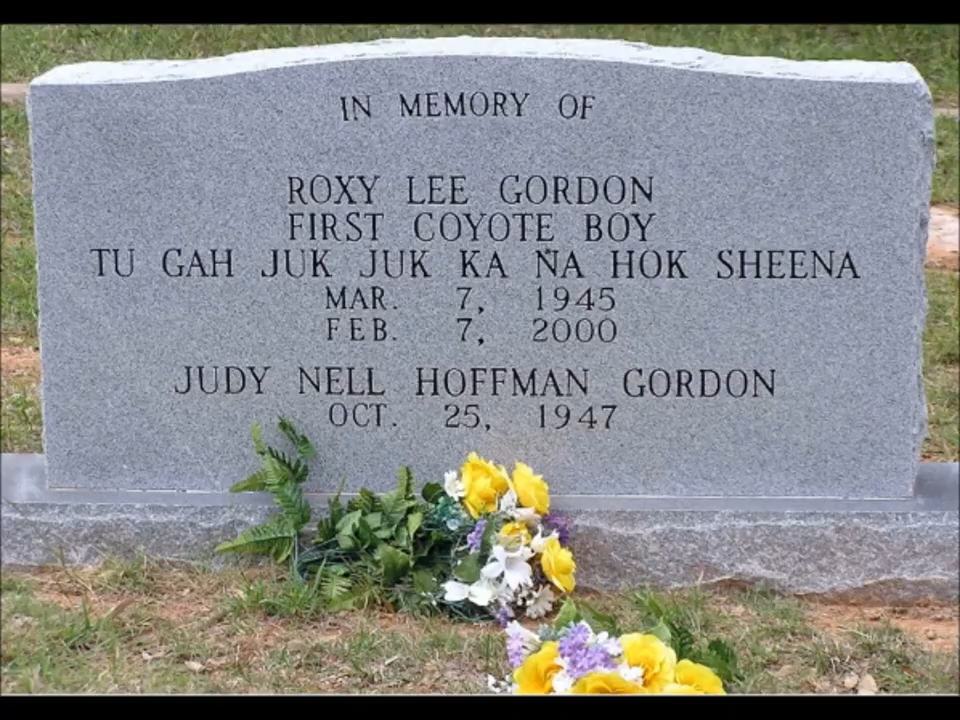 IN MEMORY OF
ROXY LEE GORDON
FIRST COYOTE BOY
TU GAH JUK JUK KA ÑA HOK SHEENA
MAR. 7, 1945
FEB. 7, 2000
JUDY NELL HOFFMAN GORDON
OCT. 25, 1947